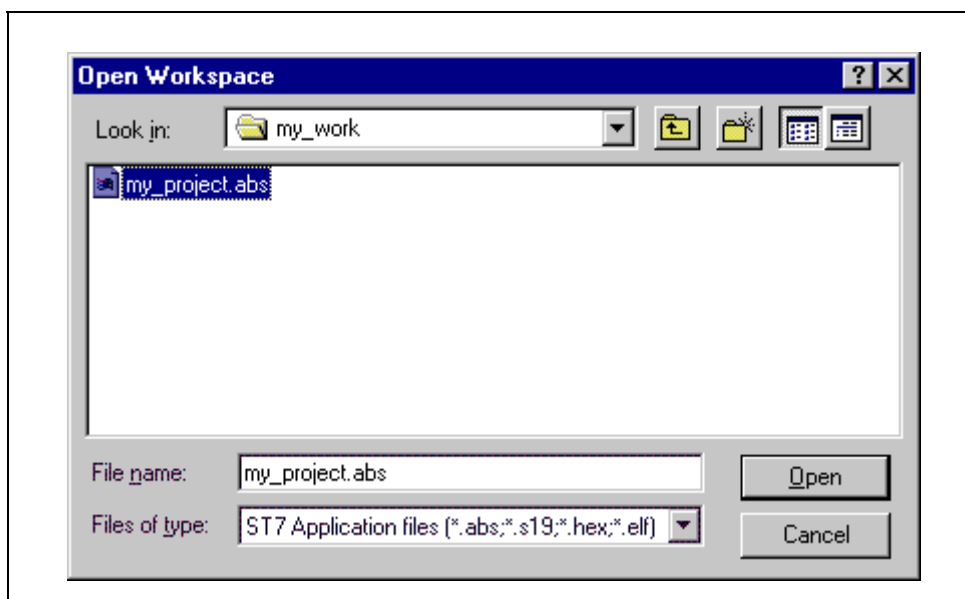 Open Workspace
Look in: my_work
my_project.abs
File name: my_project.abs Open
Files of type: ST7 Application files (*.abs;*.s19;*.hex;*.elf) Cancel